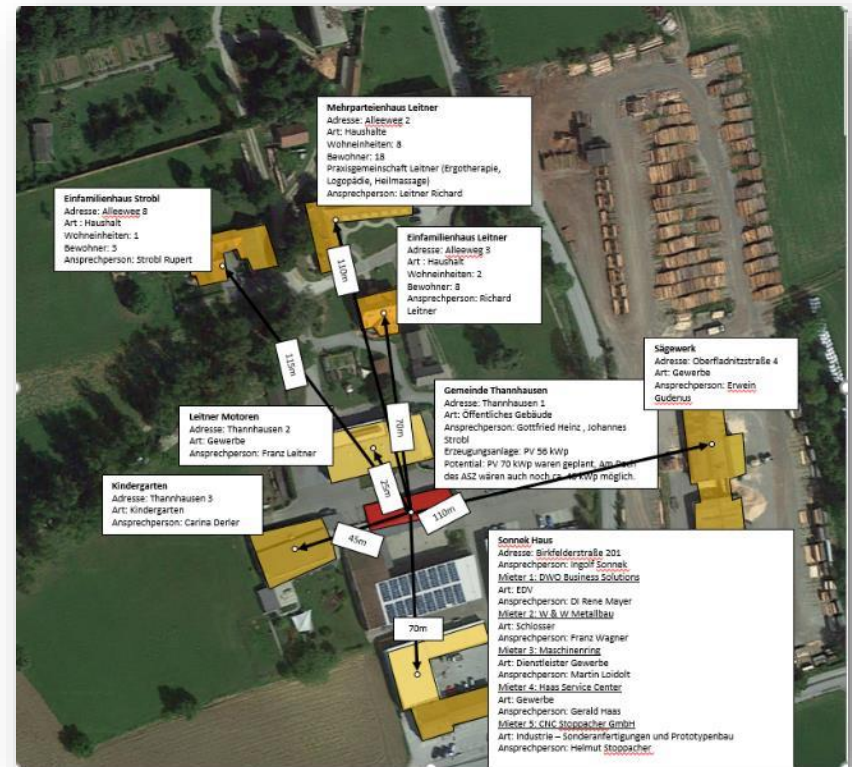 Mehrparteienhaus Leitner
Adresse: Alleeweg 2
Art: Haushalte
Wohneinheiten: 8
Bewohner: 18
Praxisgemeinschaft Leitner (Ergotherapie,
Logopädie, Heilmassage)
Ansprechperson: Leitner Richard
Einfamilienhaus Strobl
Adresse: Alleeweg 8
Art : Haushalt
Wohneinheiten: 1
Bewohner: 3
Ansprechperson: Strobl Rupert
Einfamilienhaus Leitner
Adresse: Alleeweg 3
Art : Haushalt
Wohneinheiten: 2
Bewohner: 8
Ansprechperson: Richard
Leitner
110m
115m
Sägewerk
Adresse: Oberfladnitzstraße 4
Art: Gewerbe
Ansprechperson: Erwein
Gudenus
Gemeinde Thannhausen
Adresse: Thannhausen 1
Art: Öffentliches Gebäude
Ansprechperson: Gottfried Heinz , Johannes
Strobl
Erzeugungsanlage: PV 56 kWp
Potential: PV 70 kWp waren geplant, Am Dach
des ASZ wären auch noch ca. kWp möglich.
Leitner Motoren
Adresse: Thannhausen 2
Art: Gewerbe
Ansprechperson: Franz Leitner
70m
25m
Kindergarten
Adresse: Thannhausen 3
Art: Kindergarten
Ansprechperson: Carina Derler
45m
110m
70m
Sonnek Haus
Adresse: Birkfelderstraße 201
Ansprechperson: Ingolf Sonnek
Mieter 1: DWO Business Solutions
Art: EDV
Ansprechperson: DI Rene Mayer
Mieter 2: W & W Metallbau
Art: Schlosser
Ansprechperson: Franz Wagner
Mieter 3: Maschinenring
Art: Dienstleister Gewerbe
Ansprechperson: Martin Loidolt
Mieter 4: Haas Service Center
Art: Gewerbe
Ansprechperson: Gerald Haas
Mieter 5: CNC Stoppacher GmbH
Art: Industrie – Sonderanfertigungen und Prototypenbau
Ansprechperson: Helmut Stoppacher